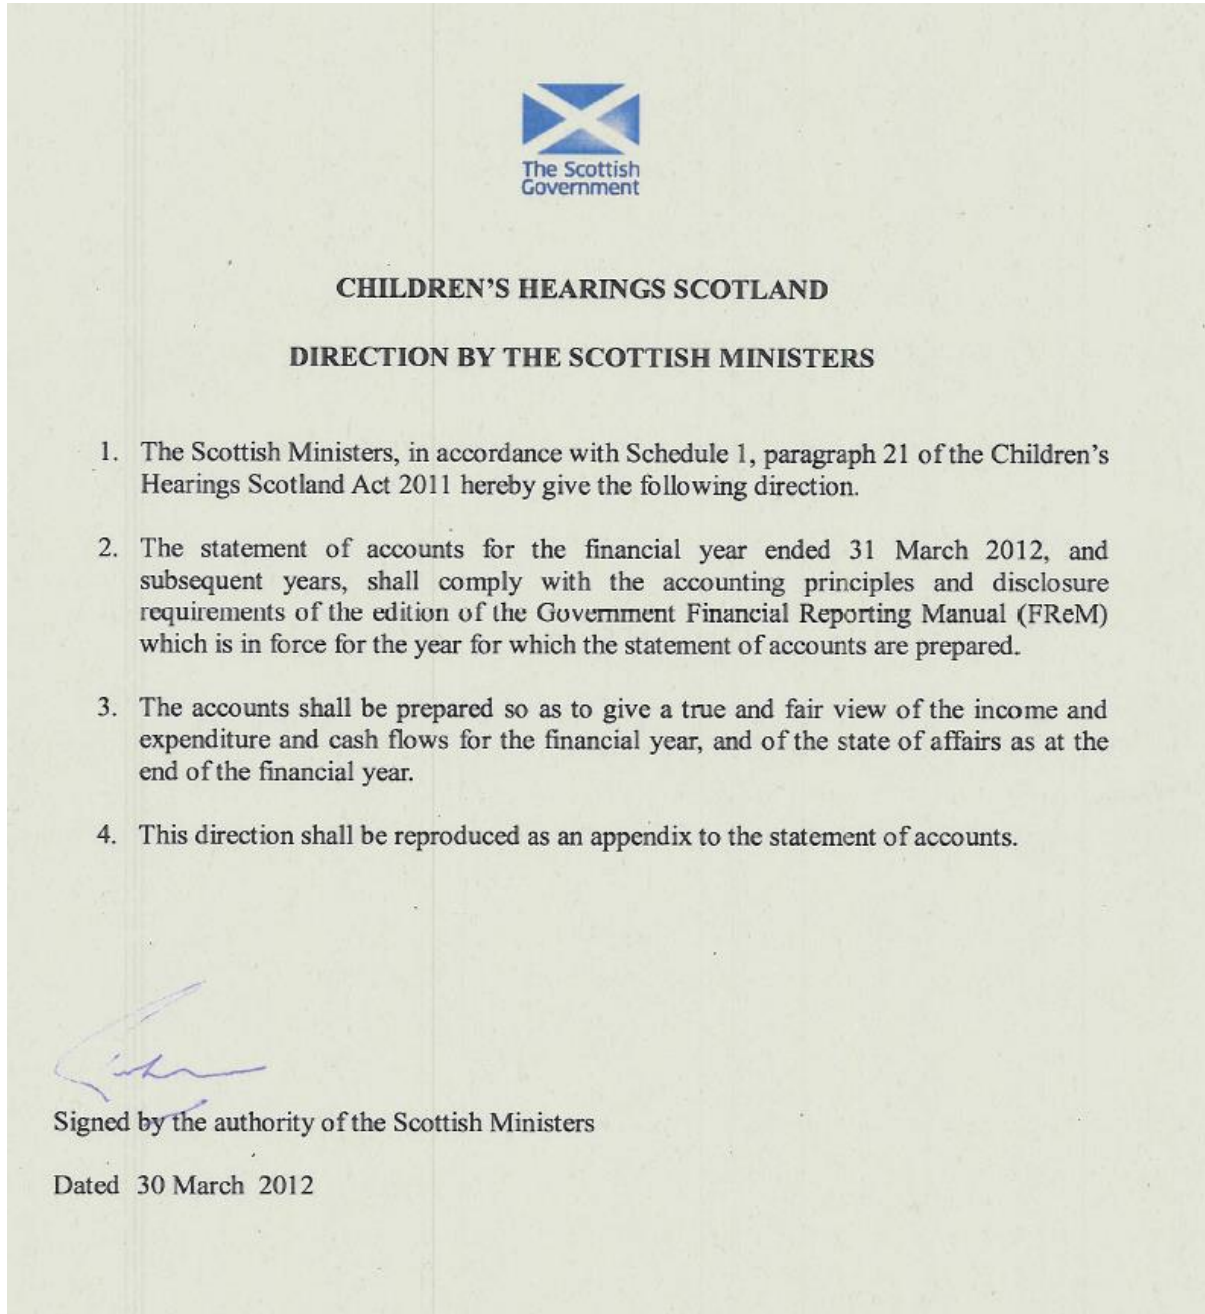 The Scottish
Government
CHILDREN'S HEARINGS SCOTLAND
DIRECTION BY THE SCOTTISH MINISTERS
1. The Scottish Ministers, in accordance with Schedule 1, paragraph 21 of the Children's
Hearings Scotland Act 2011 hereby give the following direction.
2. The statement of accounts for the financial year ended 31 March 2012, and
subsequent years, shall comply with the accounting principles and disclosure
requirements of the edition of the Government Financial Reporting Manual (FReM)
which is in force for the year for which the statement of accounts are prepared.
3. The accounts shall be prepared so as to give a true and fair view of the income and
expenditure and cash flows for the financial year, and of the state of affairs as at the
end of the financial year.
4. This direction shall be reproduced as an appendix to the statement of accounts.
Signed by the authority of the Scottish Ministers
Dated 30 March 2012